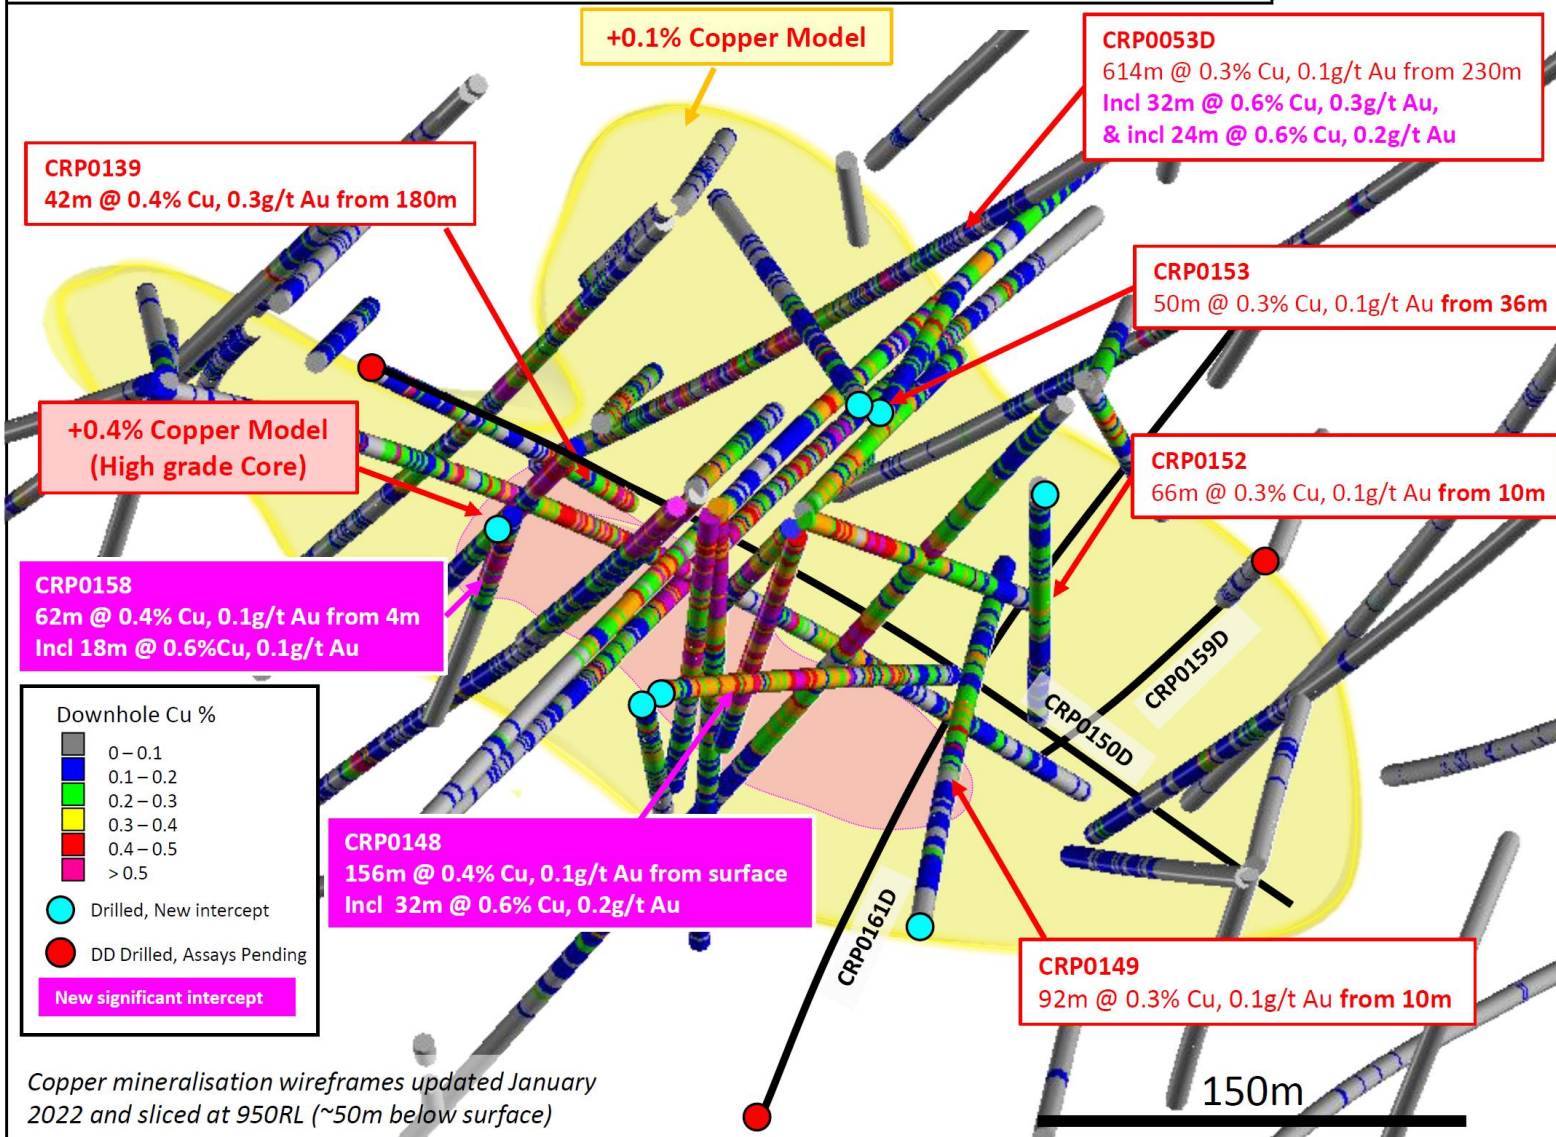 +0.1% Copper Model
CRP0053D
614m @ 0.3% Cu, 0.1g/t Au from 230m
Incl 32m @ 0.6% Cu, 0.3g/t Au,
& incl 24m @ 0.6% Cu, 0.2g/t Au
CRP0139
42m @ 0.4% Cu, 0.3g/t Au from 180m
CRP0153
50m @ 0.3% Cu, 0.1g/t Au from 36m
+0.4% Copper Model
(High grade Core)
CRP0152
66m @ 0.3% Cu, 0.1g/t Au from 10m
CRP0158
62m @ 0.4% Cu, 0.1g/t Au from 4m
Incl 18m @ 0.6%Cu, 0.1g/t Au
CRP0159D
CRP0150D
CRP0161D
Downhole Cu %
0 – 0.1
0.1 – 0.2
0.2 – 0.3
0.3 – 0.4
0.4 – 0.5
> 0.5
Drilled, New intercept
DD Drilled, Assays Pending
New significant intercept
CRP0148
156m @ 0.4% Cu, 0.1g/t Au from surface
Incl 32m @ 0.6% Cu, 0.2g/t Au
CRP0149
92m @ 0.3% Cu, 0.1g/t Au from 10m
Copper mineralisation wireframes updated January
2022 and sliced at 950RL (~50m below surface)
150m